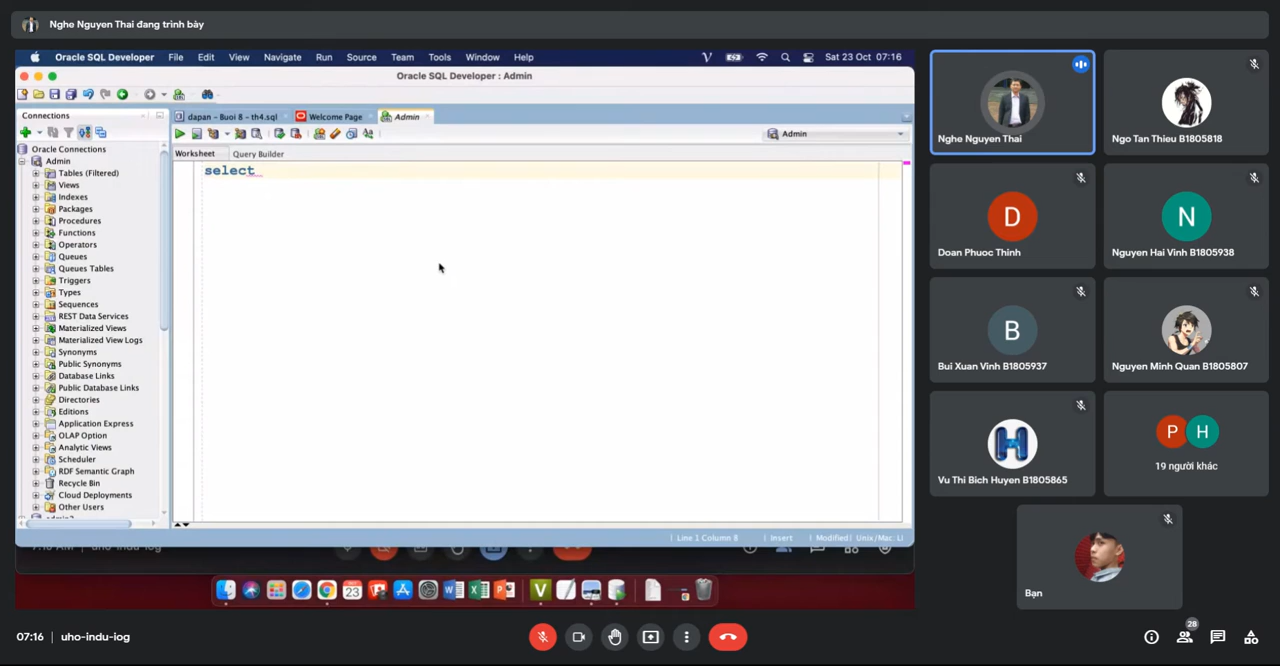 Nghe Nguyen Thai đang trình bày
Oracle SQL Developer File Edit View Navigate Run Source Team Tools Window Help Sat 23 Oct 07:16
Oracle SQL Developer : Admin
Connections
dapan - Buoi 8 - th4.sql Welcome Page Admin
Admin
Worksheet Query Builder
select
Oracle Connections
Admin
Tables (Filtered)
Views
Indexes
Packages
Procedures
Functions
Operators
Queues
Queues Tables
Triggers
Types
Sequences
REST Data Services
Materialized Views
Materialized View Logs
Synonyms
Public Synonyms
Database Links
Public Database Links
Directories
Editions
Application Express
OLAP Option
Analytic Views
Scheduler
RDF Semantic Graph
Recycle Bin
Cloud Deployments
Other Users
Line 1 Column 8 Insert Modified Unix/Mac: LI
23
Nghe Nguyen Thai
Ngo Tan Thieu B1805818
D
Doan Phuoc Thinh
N
Nguyen Hai Vinh B1805938
B
Bui Xuan Vinh B1805937
Nguyen Minh Quan B1805807
H
Vu Thi Bich Huyen B1805865
P H
19 người khác
Bạn
07:16 uho-indu-iog
28